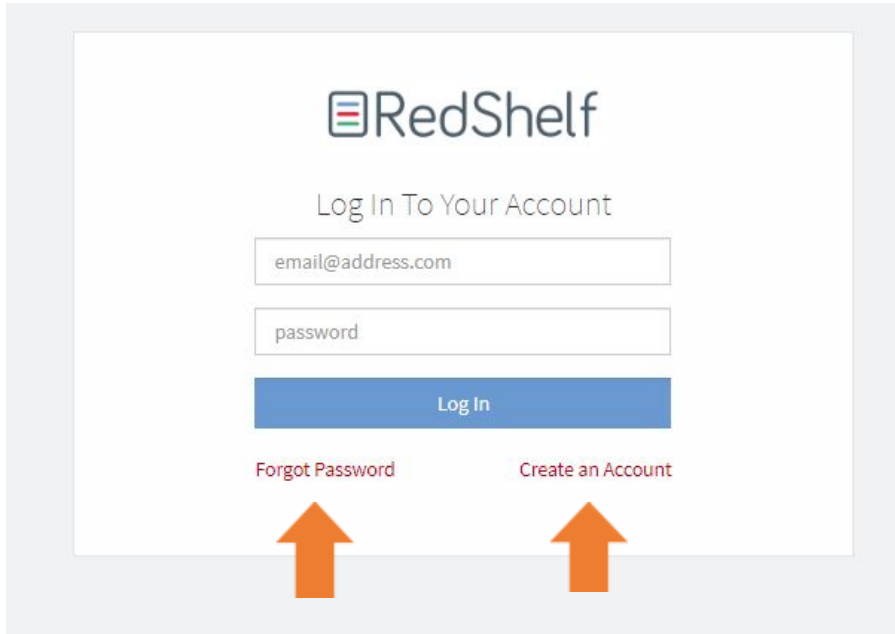 RedShelf
Log In To Your Account
email@address.com
password
Log In
Forgot Password Create an Account